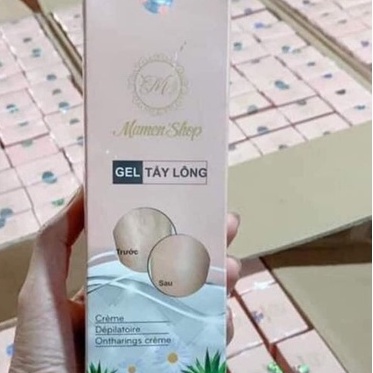 Mamen'Shop
GEL TẨY LÔNG
Trước
Sau
Crème
Dépilatoire
Ontharings crème